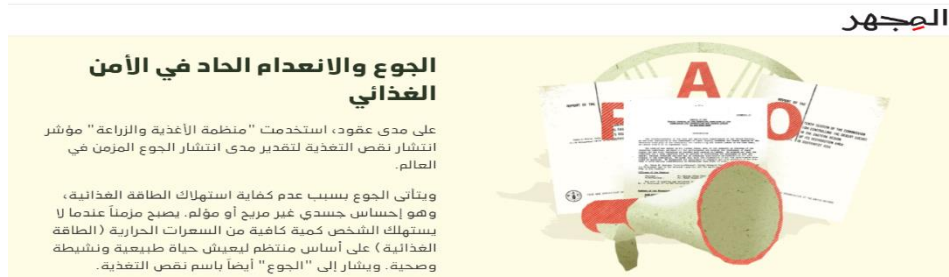 المجهر
الجوع والانعدام الحاد في الأمن
الغذائي
على مدى عقود، استخدمت "منظمة الأغذية والزراعة" مؤشر
انتشار نقص التغذية لتقدير مدى انتشار الجوع المزمن في
العالم.
ويتأتى الجوع بسبب عدم كفاية استهلاك الطاقة الغذائية،
وهو إحساس جسدي غير مريح أو مؤلم. يصبح مزمناً عندما لا
يستهلك الشخص كمية كافية من السعرات الحرارية (الطاقة
الغذائية) على أساس منتظم ليعيش حياة طبيعية ونشيطة
وصحية. ويشار إلى "الجوع" أيضاً باسم نقص التغذية.
F A O